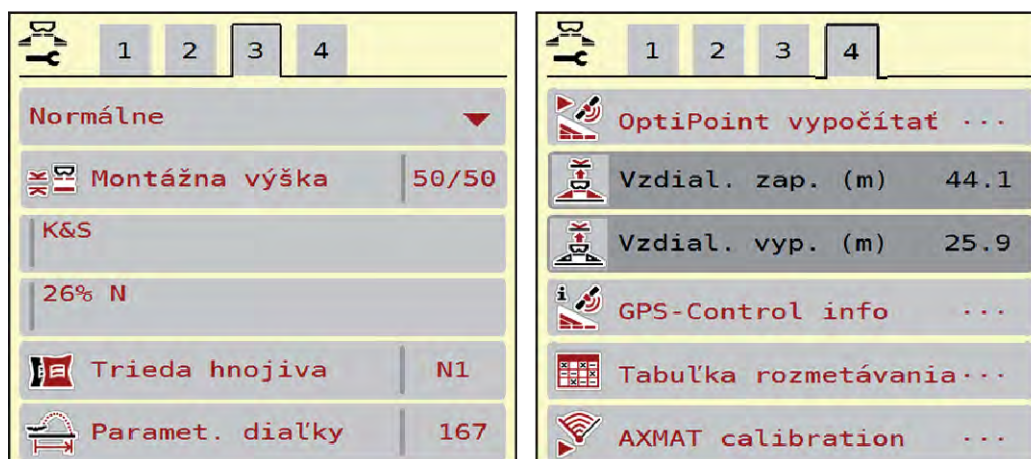 1 2 3 4
Normálne
Montážna výška 50/50
K&S
26% N
Trieda hnojiva N1
Paramet. diaľky 167
1 2 3 4
OptiPoint vypočítať ...
Vzdial. zap. (m) 44.1
Vzdial. vyp. (m) 25.9
i
GPS-Control info ...
Tabuľka rozmetávania...
AXMAT calibration ...